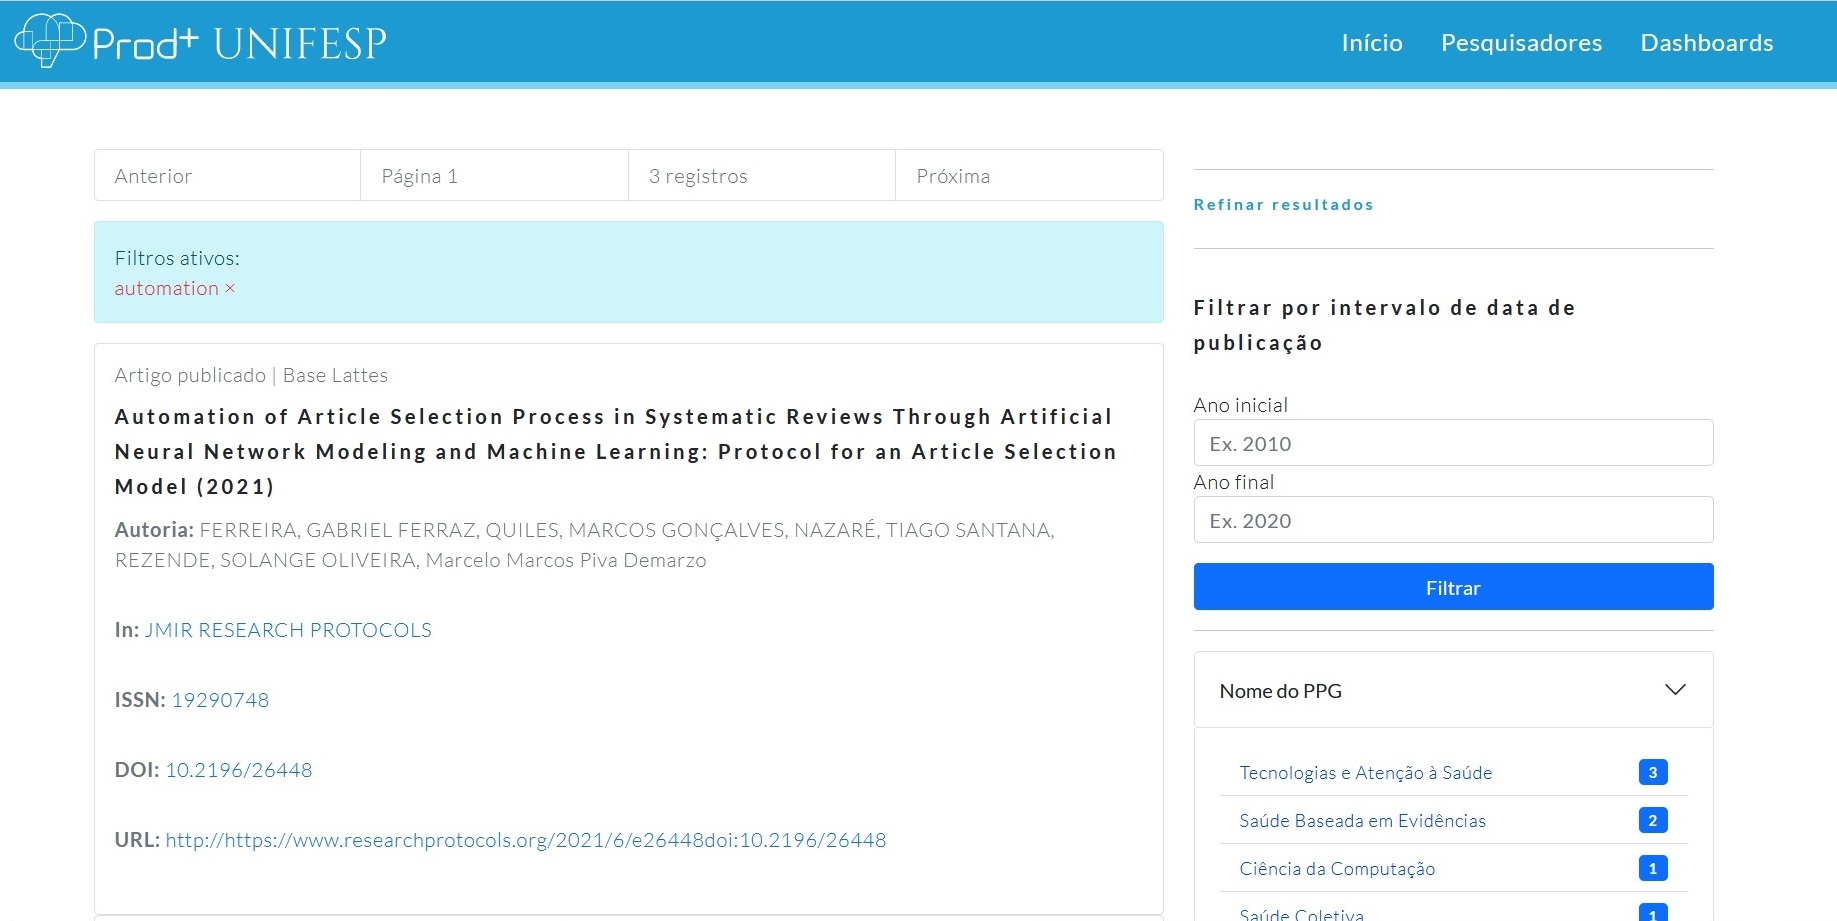 Prod+ UNIFESP
Início Pesquisadores Dashboards
Anterior Página 1 3 registros Próxima
Filtros ativos:
automation ×
Artigo publicado | Base Lattes
Automation of Article Selection Process in Systematic Reviews Through Artificial
Neural Network Modeling and Machine Learning: Protocol for an Article Selection
Model (2021)
Autoria: FERREIRA, GABRIEL FERRAZ, QUILES, MARCOS GONÇALVES, NAZARÉ, TIAGO SANTANA,
REZENDE, SOLANGE OLIVEIRA, Marcelo Marcos Piva Demarzo
In: JMIR RESEARCH PROTOCOLS
ISSN: 19290748
DOI: 10.2196/26448
URL: http://https://www.researchprotocols.org/2021/6/e26448doi:10.2196/26448
Refinar resultados
Filtrar por intervalo de data de
publicação
Ano inicial
Ex. 2010
Ano final
Ex. 2020
Filtrar
Nome do PPG
Tecnologias e Atenção à Saúde 3
Saúde Baseada em Evidências 2
Ciência da Computação 1
Saúde Coletiva 1